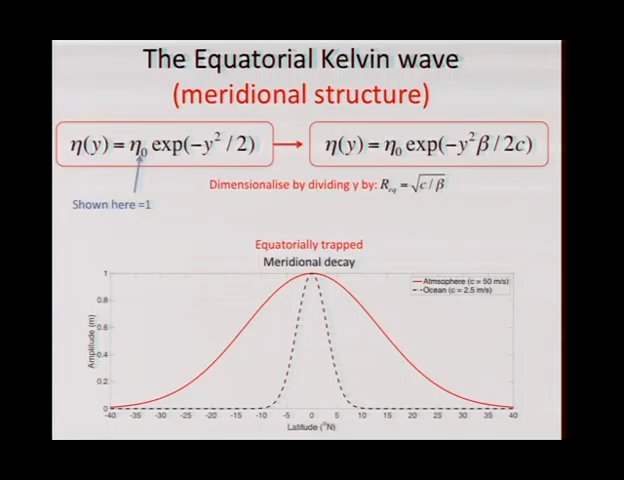 The Equatorial Kelvin wave
(meridional structure)
η(y) = η₀ exp(−y² / 2)
η(y) = η₀ exp(−y²β / 2c)
Dimensionalise by dividing y by: R_eq = √(c / β)
Shown here =1
Equatorially trapped
Meridional decay
Atmsophere (c = 50 m/s)
Ocean (c = 2.5 m/s)
Amplitude (m)
1
0.8
0.6
0.4
0.2
0
-40 -35 -30 -25 -20 -15 -10 -5 0 5 10 15 20 25 30 35 40
Latitude (°N)